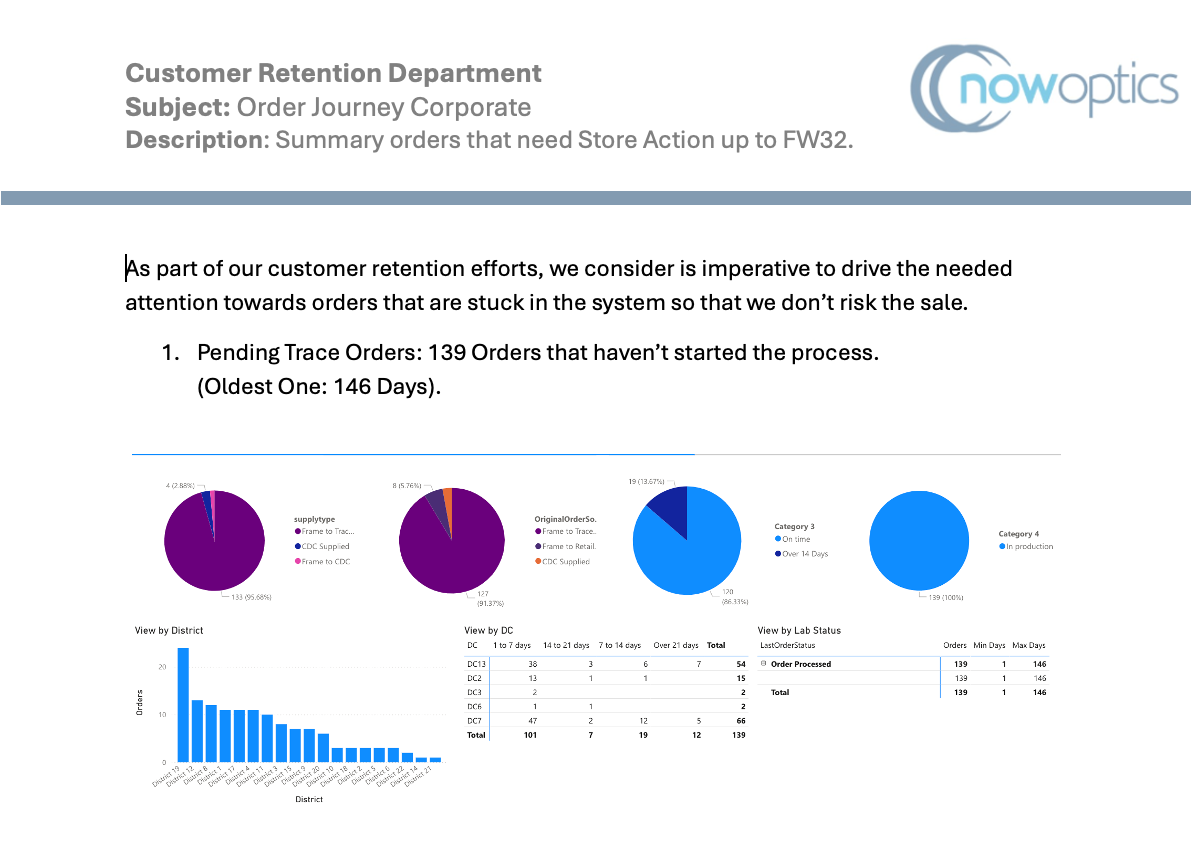 Customer Retention Department
Subject: Order Journey Corporate
Description: Summary orders that need Store Action up to FW32.
nowoptics
As part of our customer retention efforts, we consider is imperative to drive the needed
attention towards orders that are stuck in the system so that we don't risk the sale.
1. Pending Trace Orders: 139 Orders that haven't started the process.
(Oldest One: 146 Days).
4 (2.88%)
133 (95.68%)
supplytype
Frame to Trac...
CDC Supplied
Frame to CDC
8 (5.76%)
127
(91.37%)
OriginalOrderSo.
Frame to Trace..
Frame to Retail.
CDC Supplied
19 (13.67%)
120
(86.33%)
Category 3
On time
Over 14 Days
139 (100%)
Category 4
In production
View by District
Orders
20
10
0
District 19
District 12
District 8
District 1
District 17
District 4
District 11
District 3
District 15
District 9
District 20
District 10
District 18
District 2
District 5
District 6
District 22
District 14
District 21
District
View by DC
DC 1 to 7 days 14 to 21 days 7 to 14 days Over 21 days Total
DC13 38 3 6 7 54
DC2 13 1 1 15
DC3 2 2
DC6 1 1 2
DC7 47 2 12 5 66
Total 101 7 19 12 139
View by Lab Status
LastOrderStatus Orders Min Days Max Days
Order Processed 139 1 146
139 1 146
Total 139 1 146